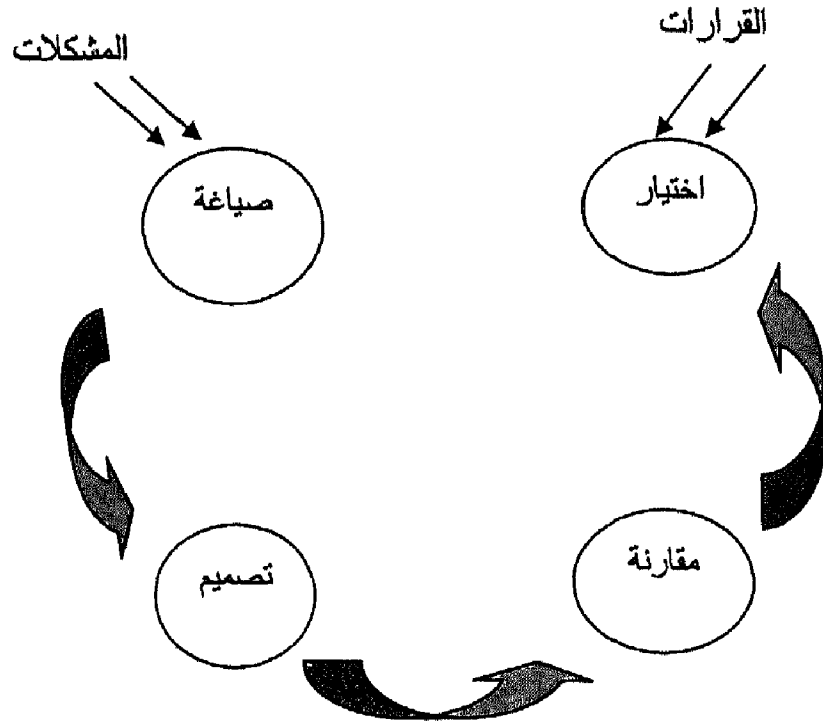 القرارات
المشكلات
اختيار
صياغة
مقارنة
تصميم